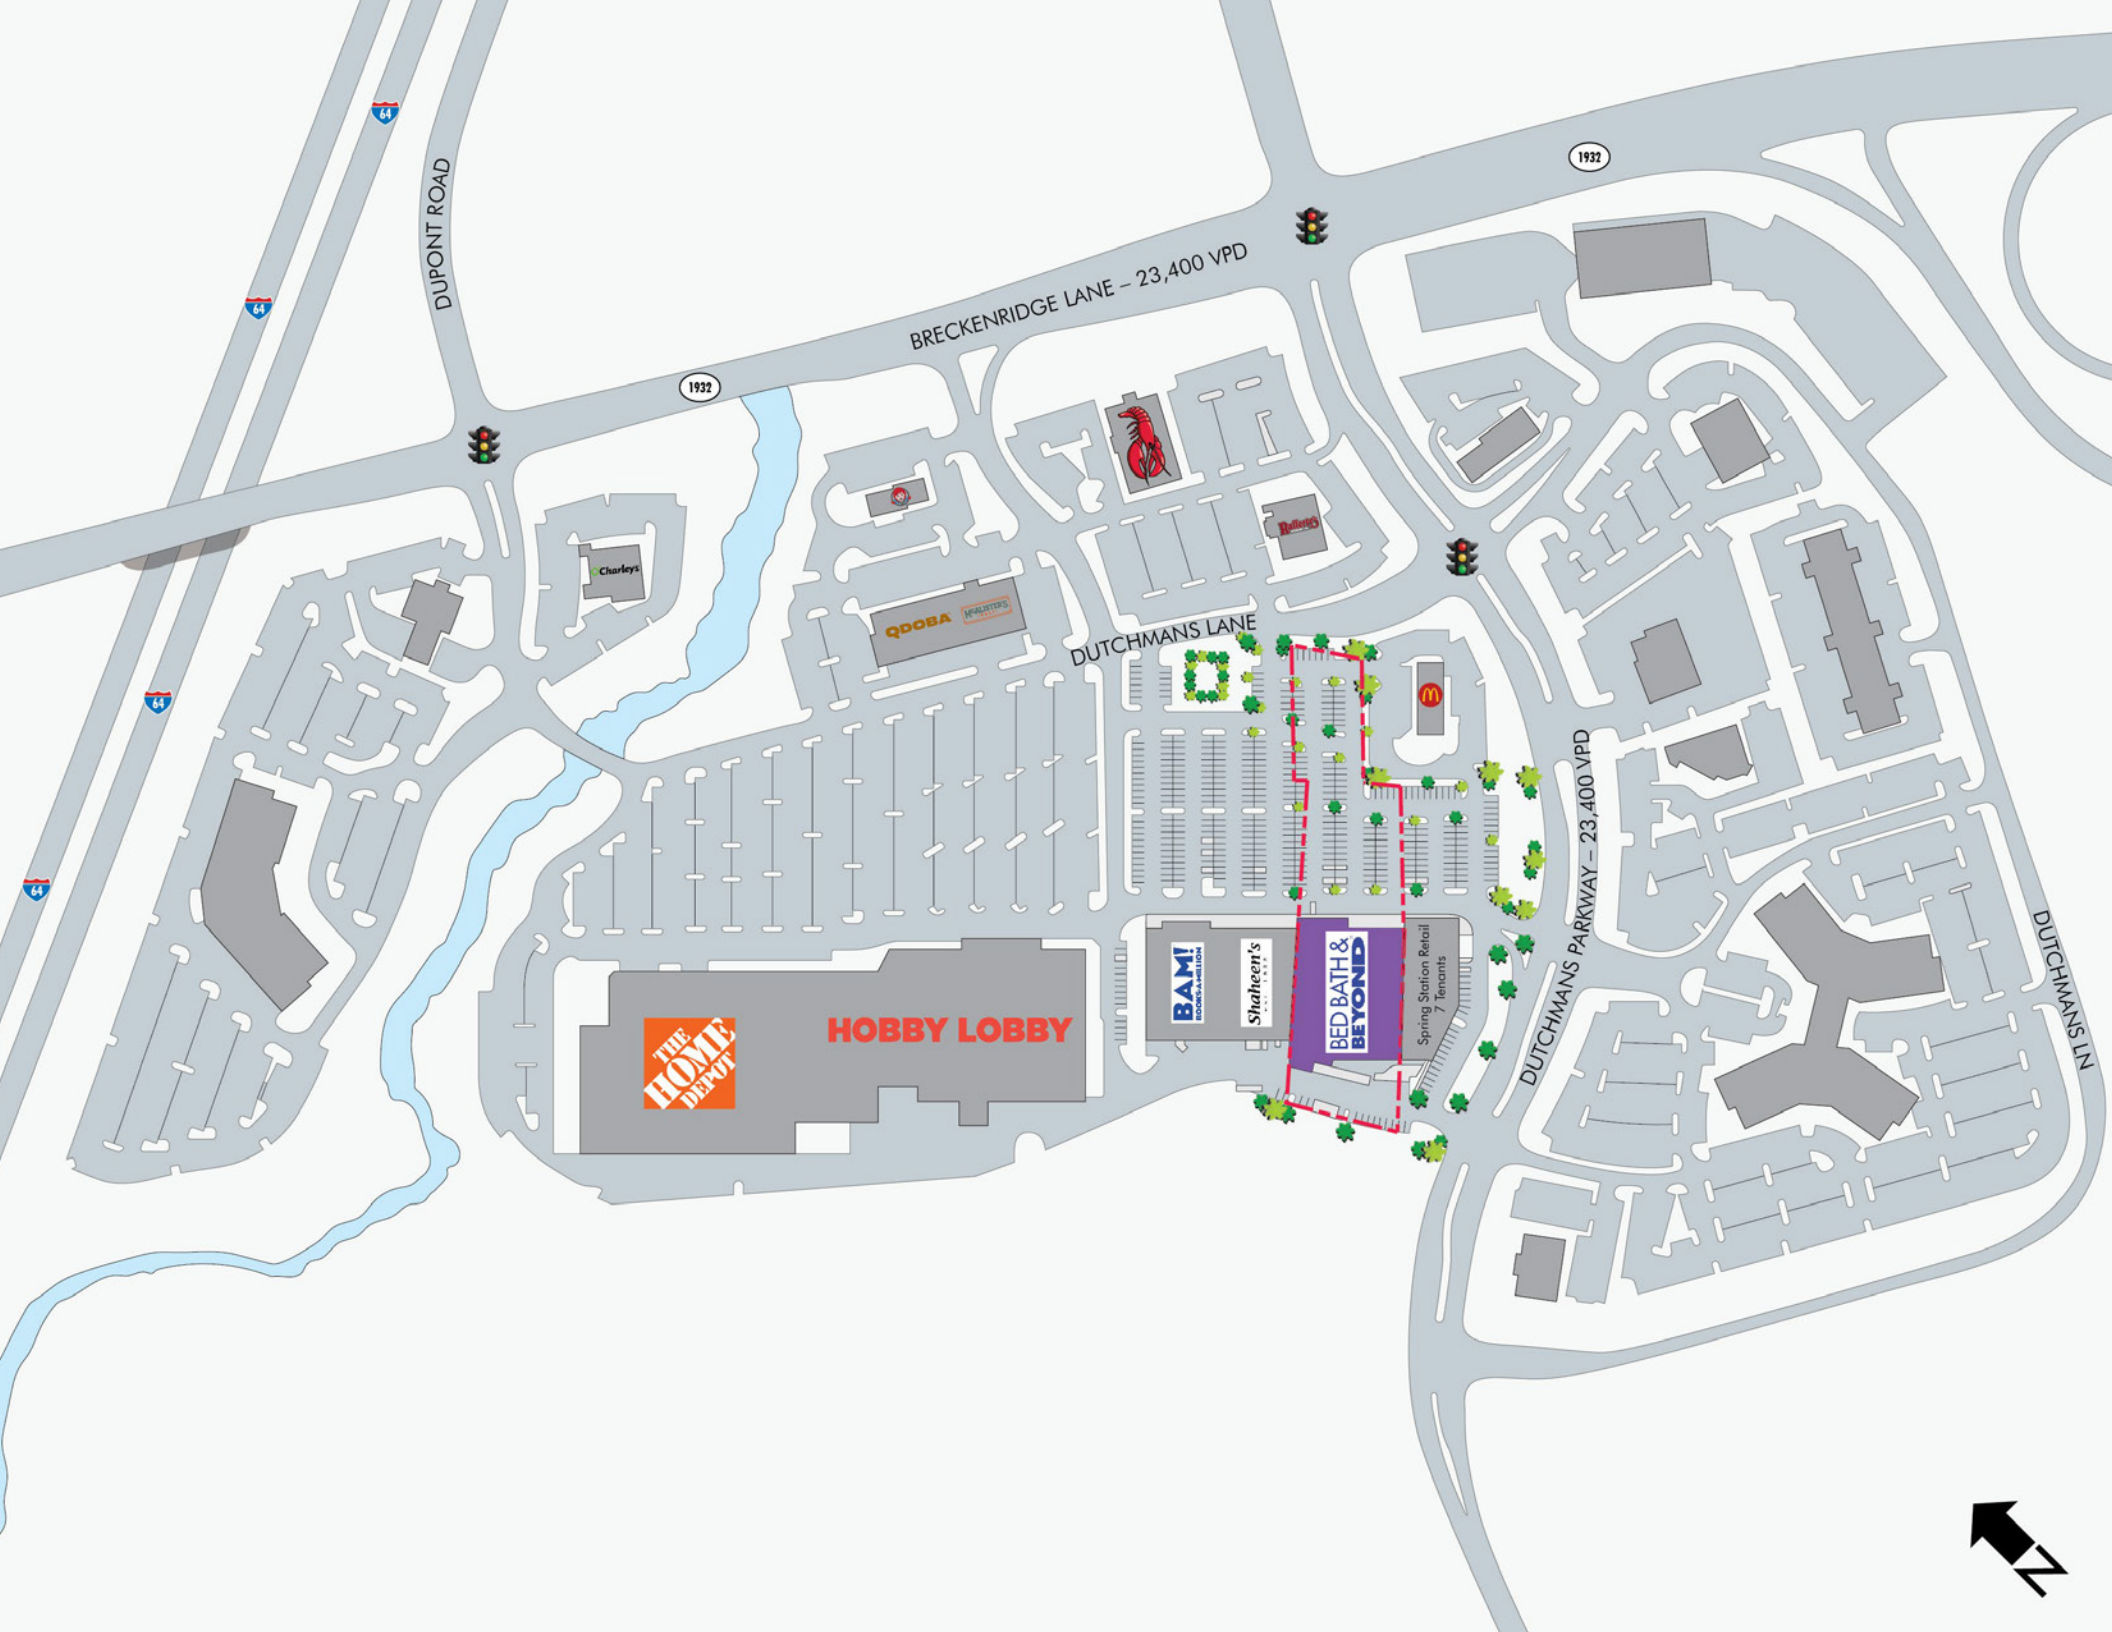 64
DUPONT ROAD
1932
64
BRECKENRIDGE LANE – 23,400 VPD
1932
Rallet's
Charleys
QDOBA
McALISTER'S
DUTCHMANS LANE
64
DUTCHMANS PARKWAY – 23,400 VPD
64
DUTCHMANS LN
BAM!
BOOKS-A-MILLION
Shaheen's
BED BATH &
BEYOND
Spring Station Retail
7 Tenants
THE
HOME
DEPOT
HOBBY LOBBY
N